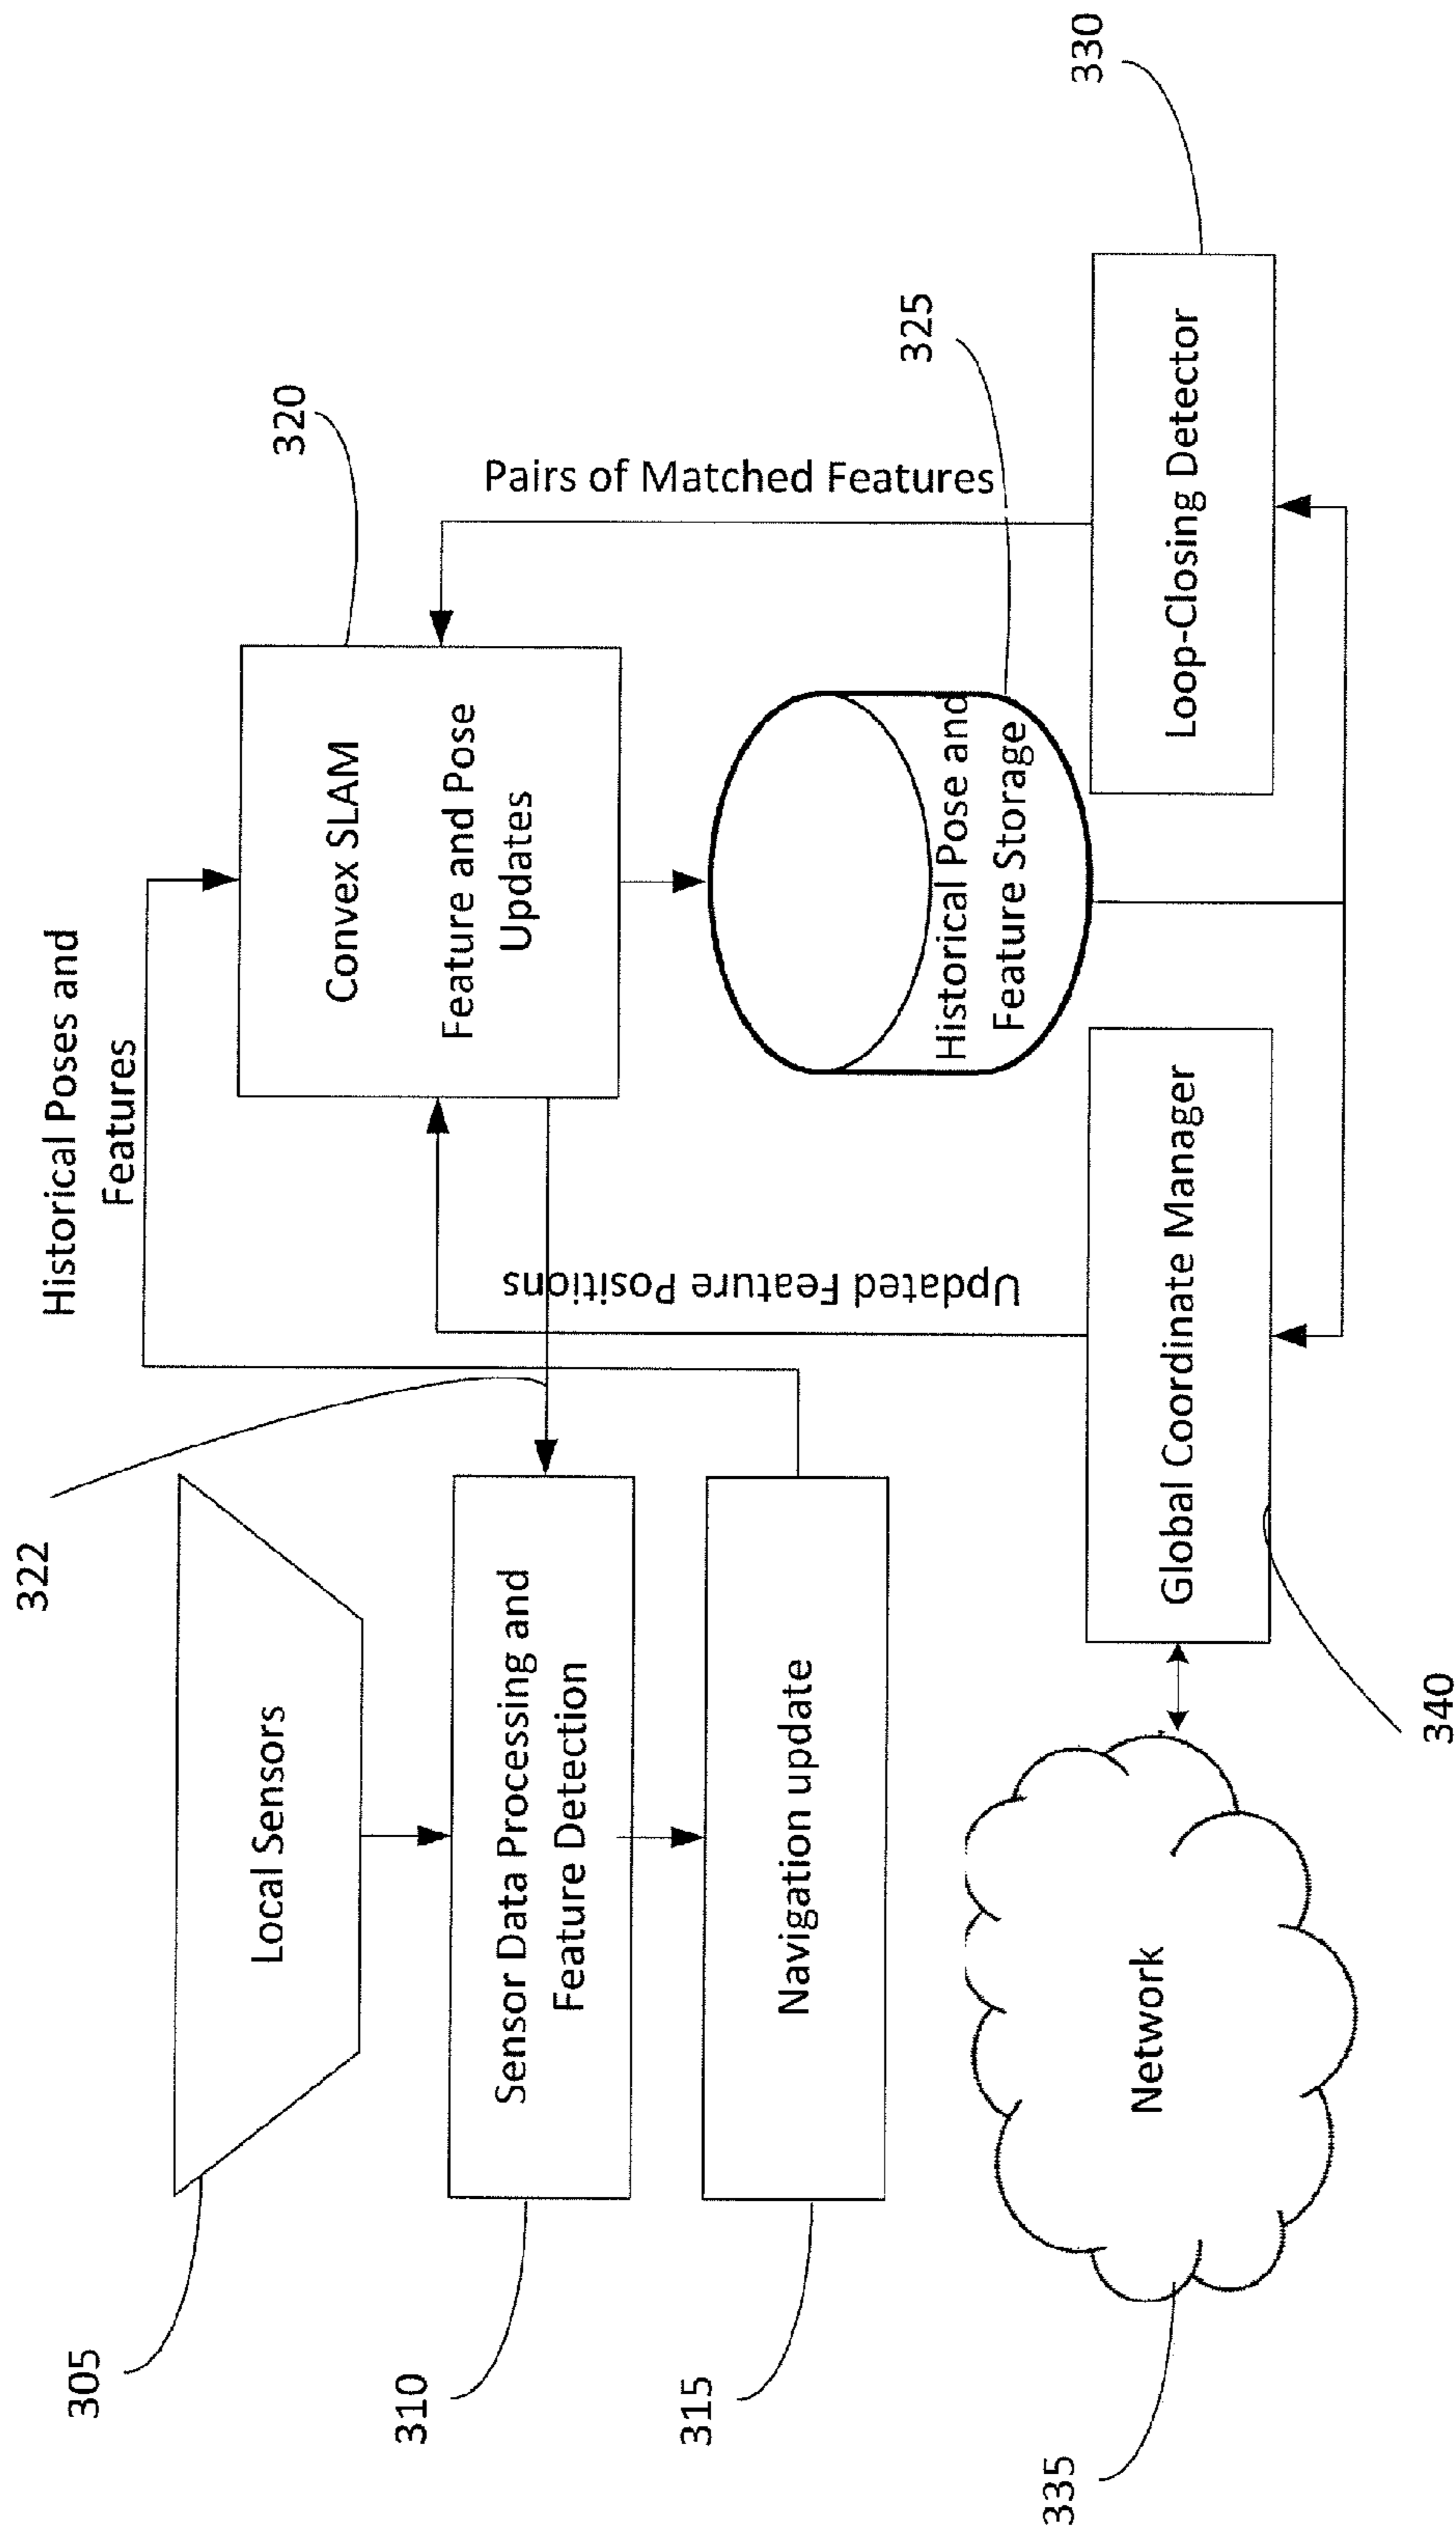 Historical Poses and
Features
320
Convex SLAM
Feature and Pose
Updates
322
Local Sensors
305
Sensor Data Processing and
Feature Detection
310
Navigation update
315
Updated Feature Positions
Pairs of Matched Features
Historical Pose and
Feature Storage
325
330
Loop-Closing Detector
Global Coordinate Manager
340
Network
335